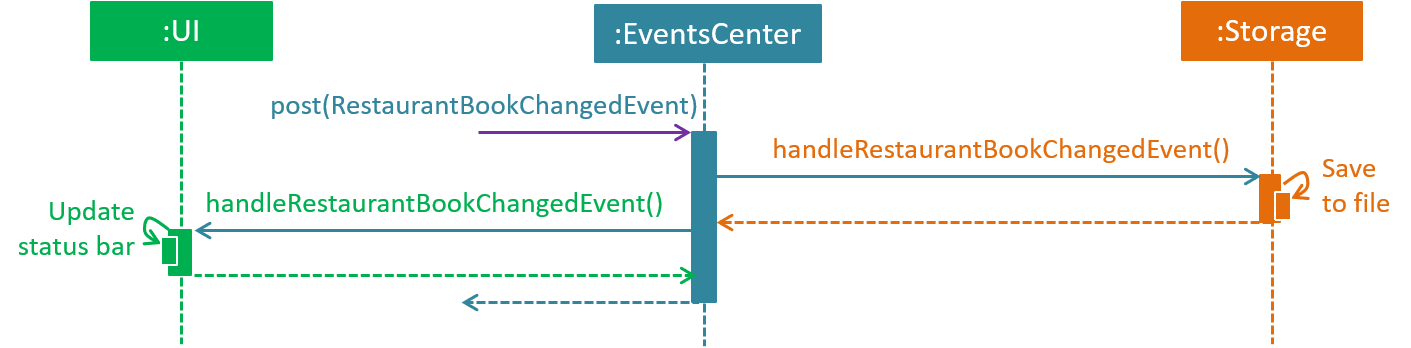 :UI
:EventsCenter
:Storage
post(RestaurantBookChangedEvent)
handleRestaurantBookChangedEvent()
Save
to file
handleRestaurantBookChangedEvent()
Update
status bar